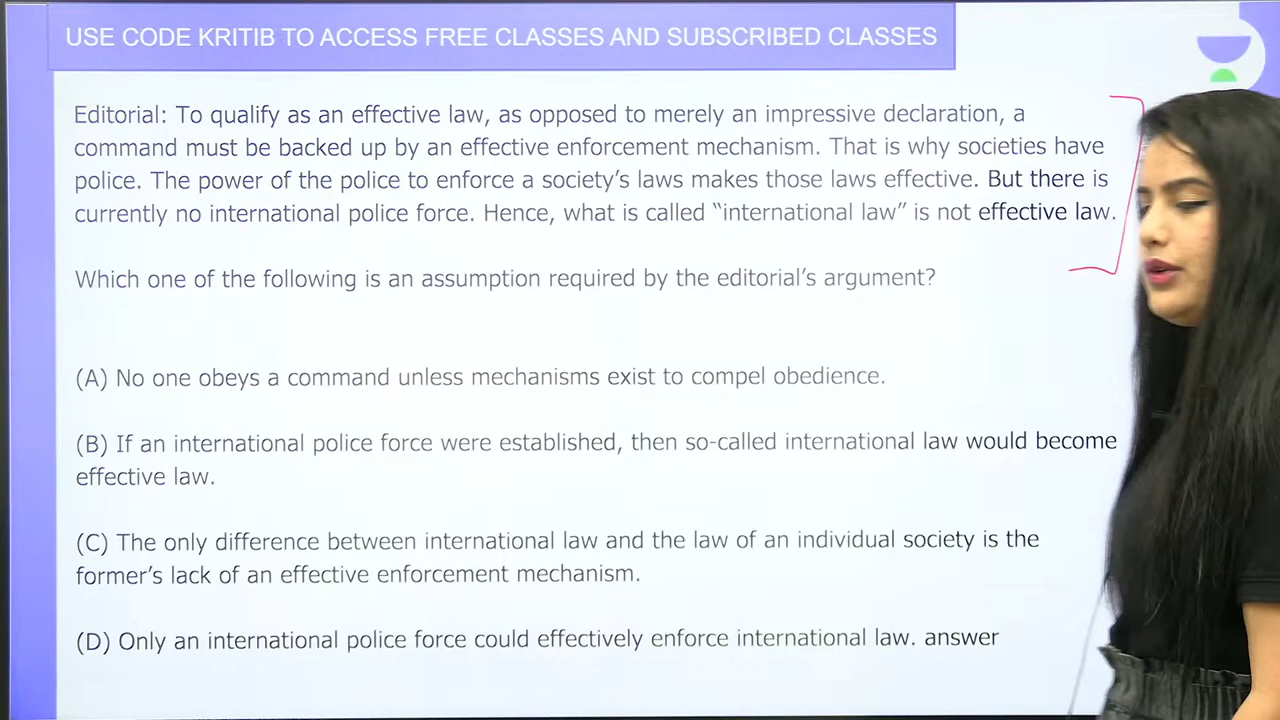 USE CODE KRITIB TO ACCESS FREE CLASSES AND SUBSCRIBED CLASSES
Editorial: To qualify as an effective law, as opposed to merely an impressive declaration, a
command must be backed up by an effective enforcement mechanism. That is why societies have
police. The power of the police to enforce a society’s laws makes those laws effective. But there is
currently no international police force. Hence, what is called “international law” is not effective law.
Which one of the following is an assumption required by the editorial’s argument?
(A) No one obeys a command unless mechanisms exist to compel obedience.
(B) If an international police force were established, then so-called international law would become
effective law.
(C) The only difference between international law and the law of an individual society is the
former’s lack of an effective enforcement mechanism.
(D) Only an international police force could effectively enforce international law. answer